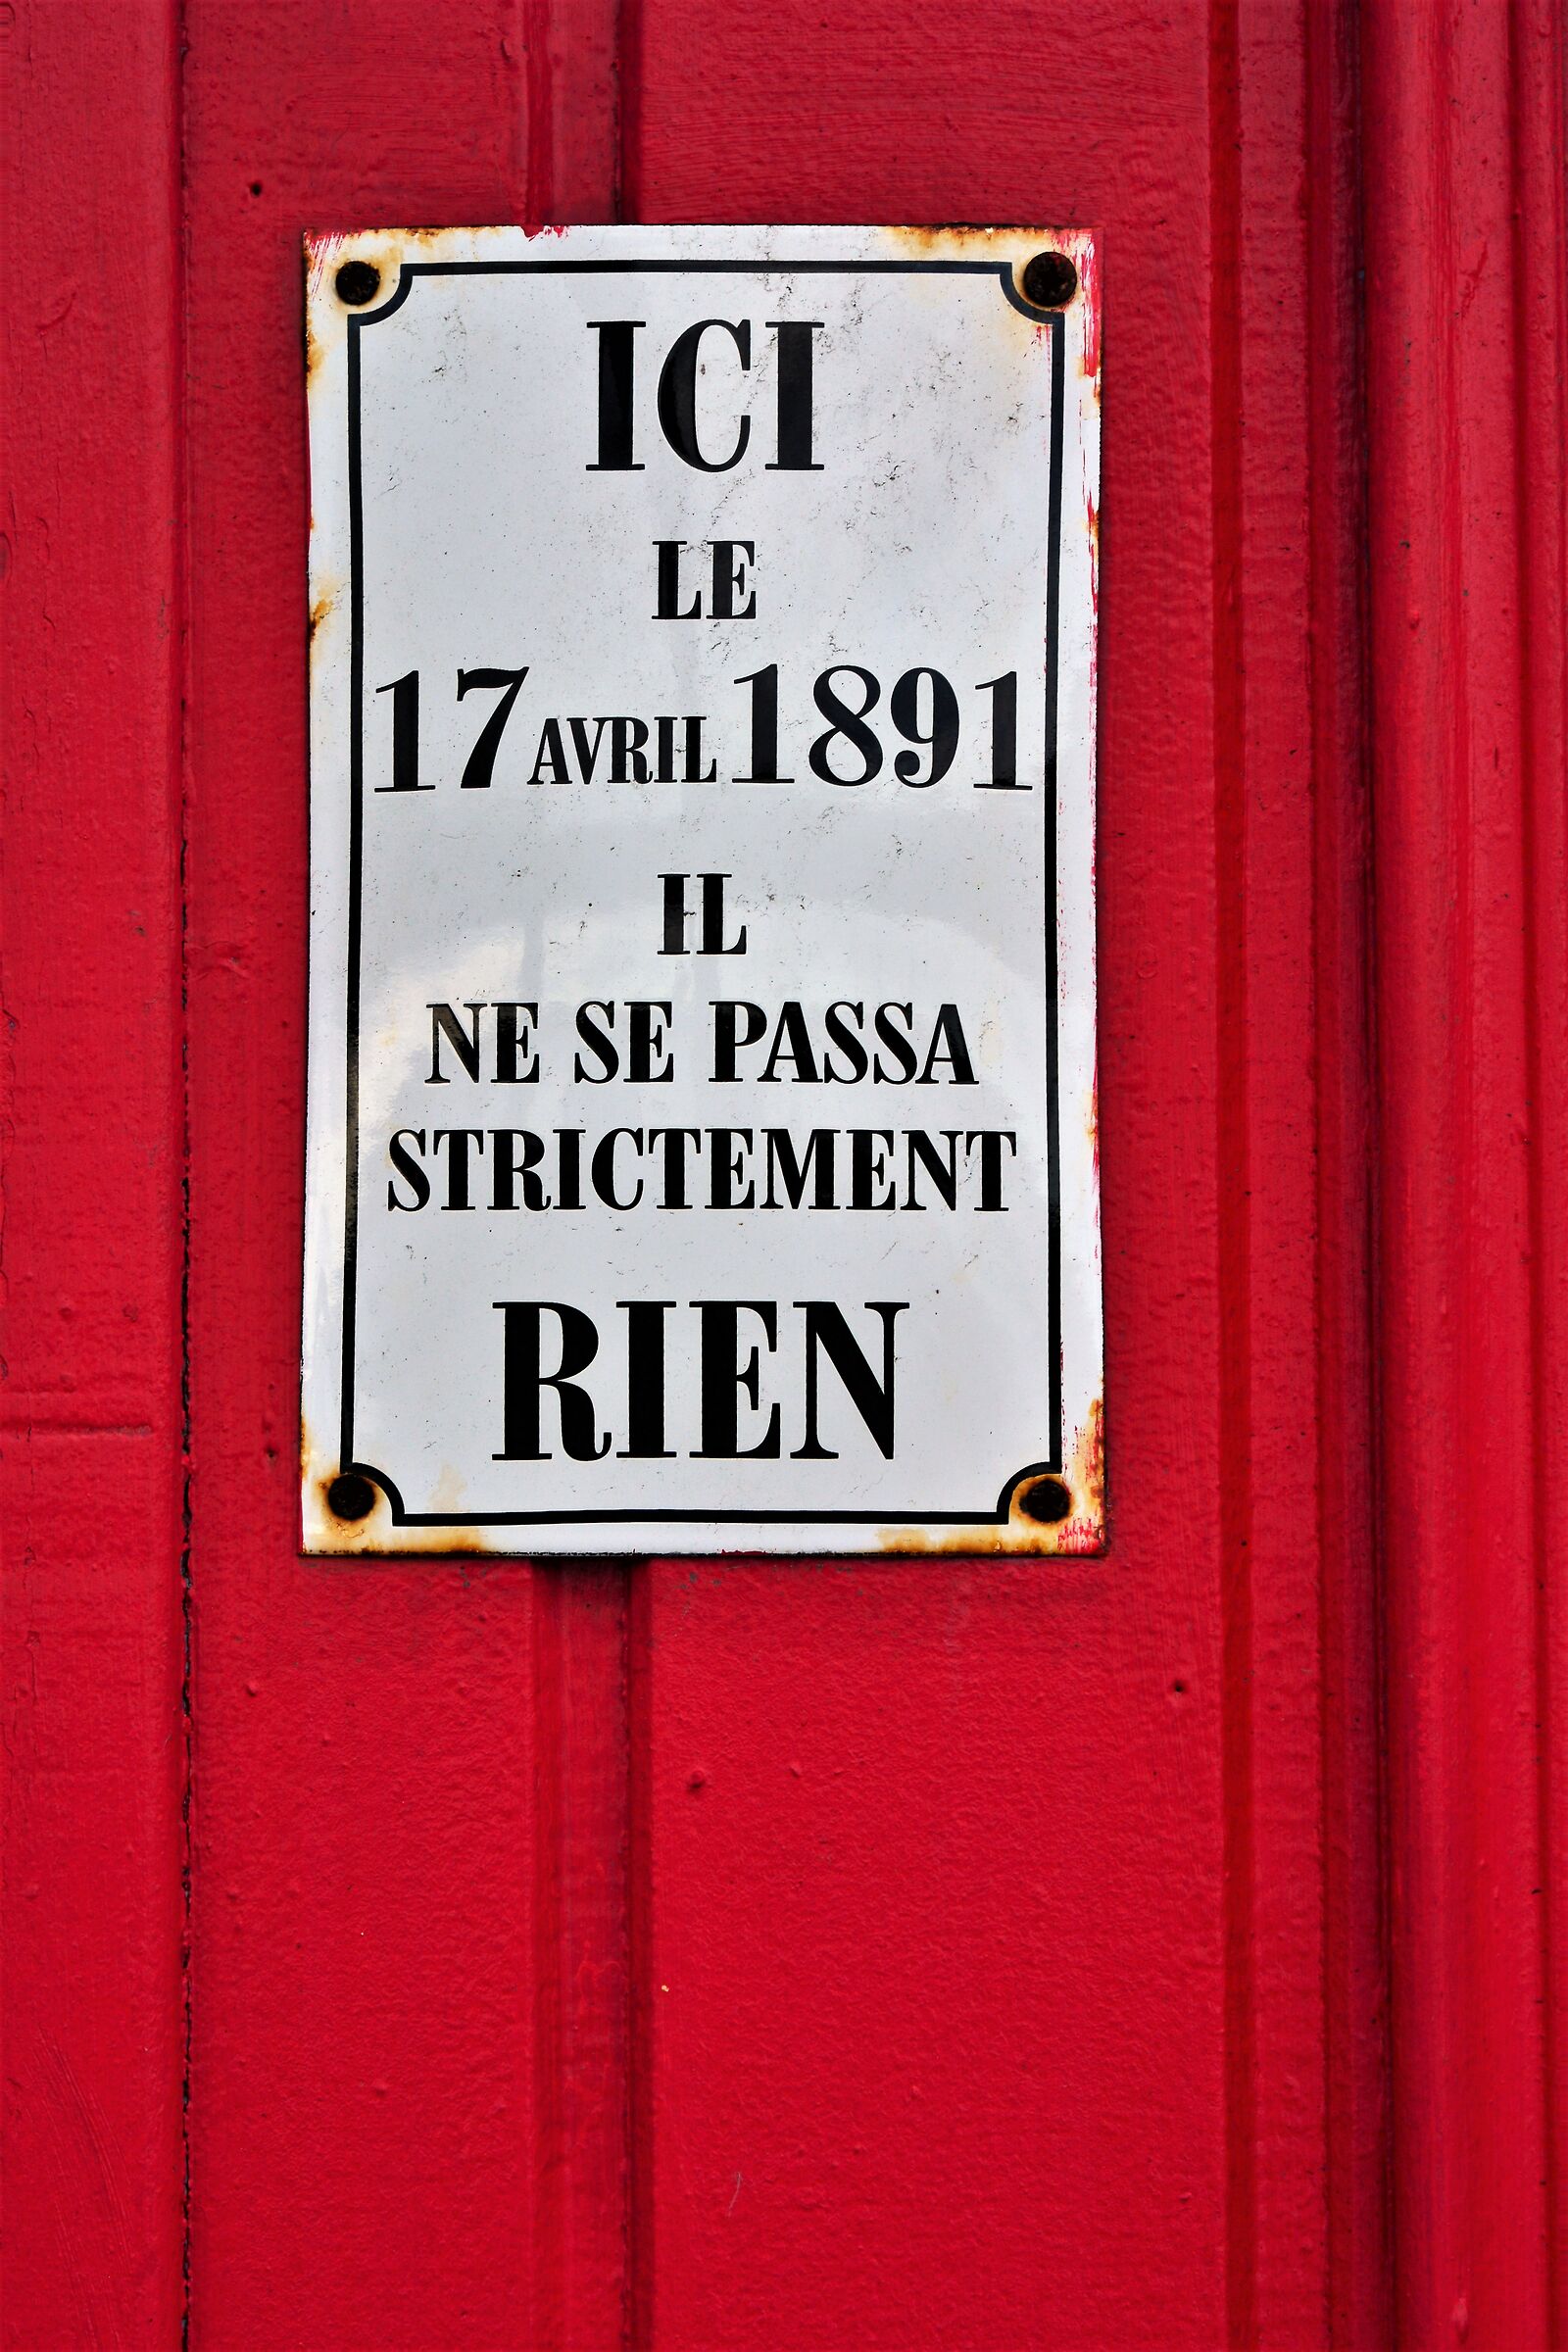 ICI
LE
17 AVRIL 1891
IL
NE SE PASSA
STRICTEMENT
RIEN